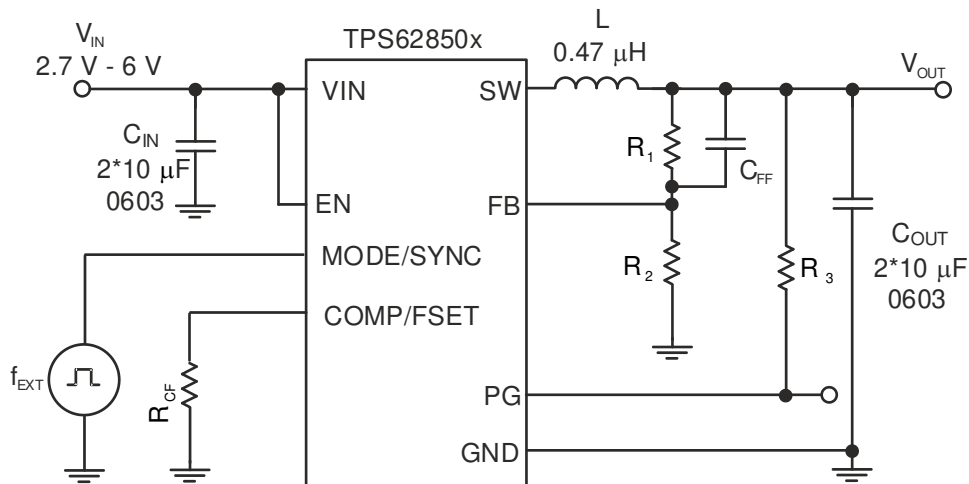 V_IN
2.7 V - 6 V
TPS62850x
L
0.47 μH
V_OUT
VIN
SW
C_IN
2*10 μF
0603
R_1
C_FF
EN
FB
MODE/SYNC
R_2
R_3
C_OUT
2*10 μF
0603
COMP/FSET
f_EXT
R_CF
PG
GND